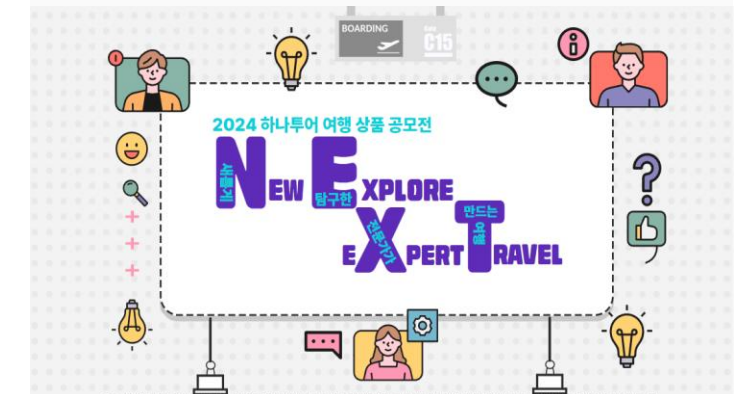 BOARDING
Gate
C15
2024 하나투어 여행 상품 공모전
NEW EXPLORE
새롭게 탐구한
EXPERT TRAVEL
전문가가 만드는 여행